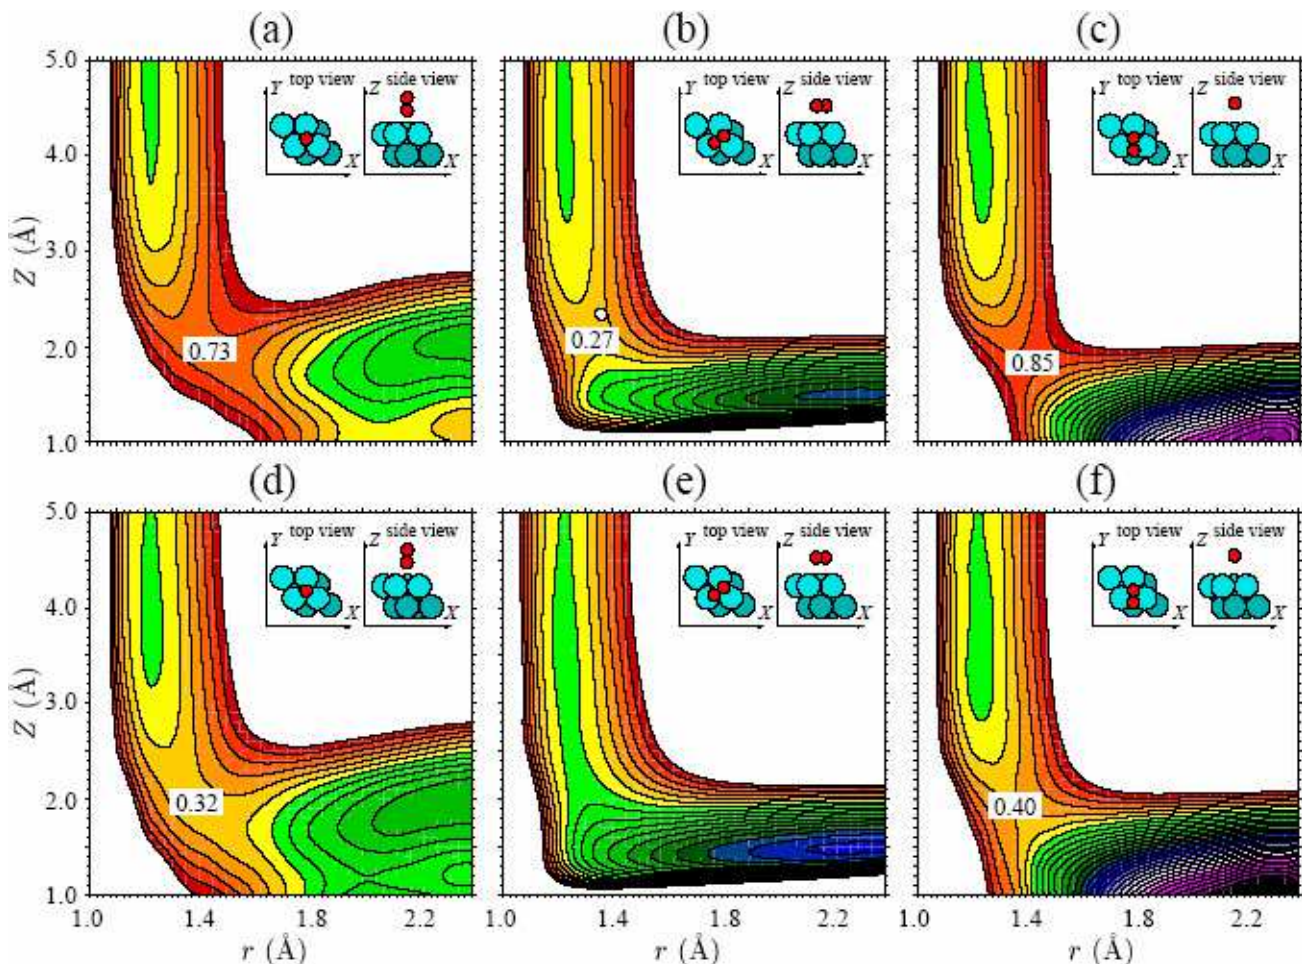 (a) (b) (c)
5.0
Y top view Z side view Y top view Z side view Y top view Z side view
4.0
X X X X X X
3.0
Z (Å)
2.0
0.73 0.27 0.85
1.0
(d) (e) (f)
5.0
Y top view Z side view Y top view Z side view Y top view Z side view
4.0
X X X X X X
3.0
Z (Å)
2.0
0.32 0.40
1.0
1.0 1.4 1.8 2.2 1.0 1.4 1.8 2.2 1.0 1.4 1.8 2.2
r (Å) r (Å) r (Å)